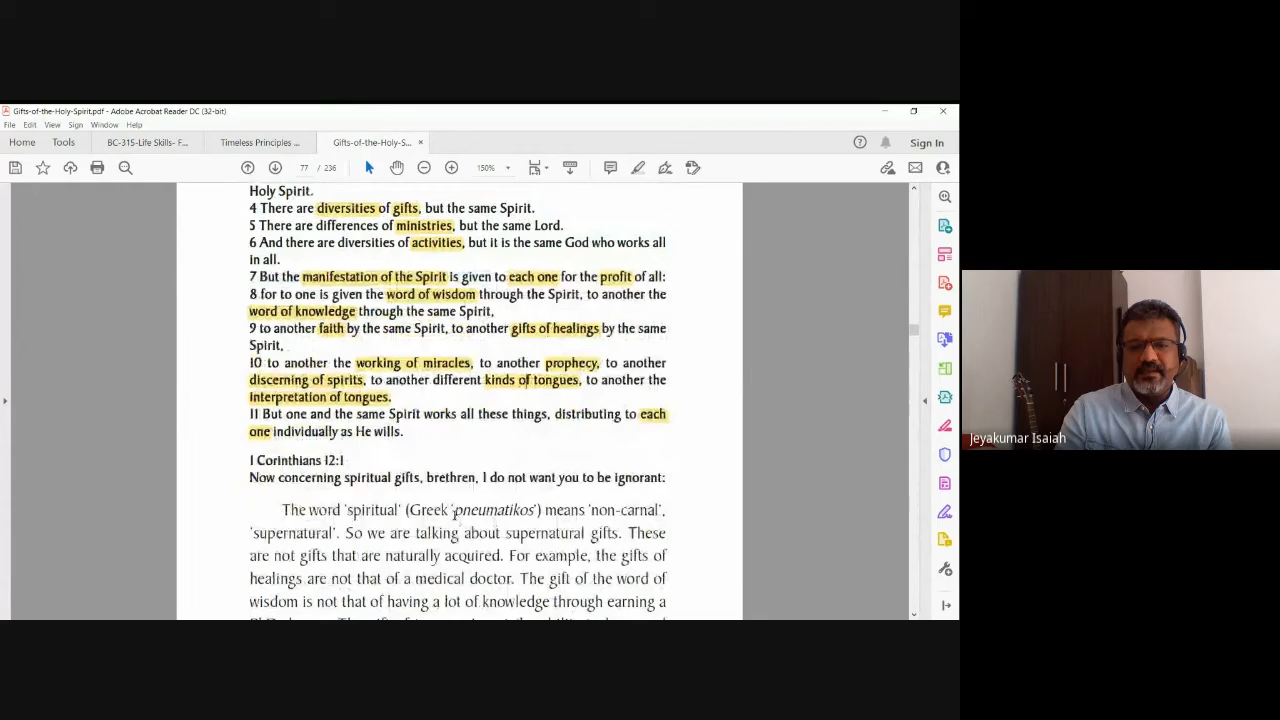 Gifts-of-the-Holy-Spirit.pdf - Adobe Acrobat Reader DC (32-bit)
File Edit View Sign Window Help
Home Tools BC-315-Life Skills- F... Timeless Principles ... Gifts-of-the-Holy-S... ×
Sign In
77 / 236 150%
Holy Spirit.
4 There are diversities of gifts, but the same Spirit.
5 There are differences of ministries, but the same Lord.
6 And there are diversities of activities, but it is the same God who works all
in all.
7 But the manifestation of the Spirit is given to each one for the profit of all:
8 for to one is given the word of wisdom through the Spirit, to another the
word of knowledge through the same Spirit,
9 to another faith by the same Spirit, to another gifts of healings by the same
Spirit,
10 to another the working of miracles, to another prophecy, to another
discerning of spirits, to another different kinds of tongues, to another the
interpretation of tongues.
11 But one and the same Spirit works all these things, distributing to each
one individually as He wills.
1 Corinthians 12:1
Now concerning spiritual gifts, brethren, I do not want you to be ignorant:
The word 'spiritual' (Greek 'pneumatikos') means 'non-carnal',
'supernatural'. So we are talking about supernatural gifts. These
are not gifts that are naturally acquired. For example, the gifts of
healings are not that of a medical doctor. The gift of the word of
wisdom is not that of having a lot of knowledge through earning a
Jeyakumar Isaiah